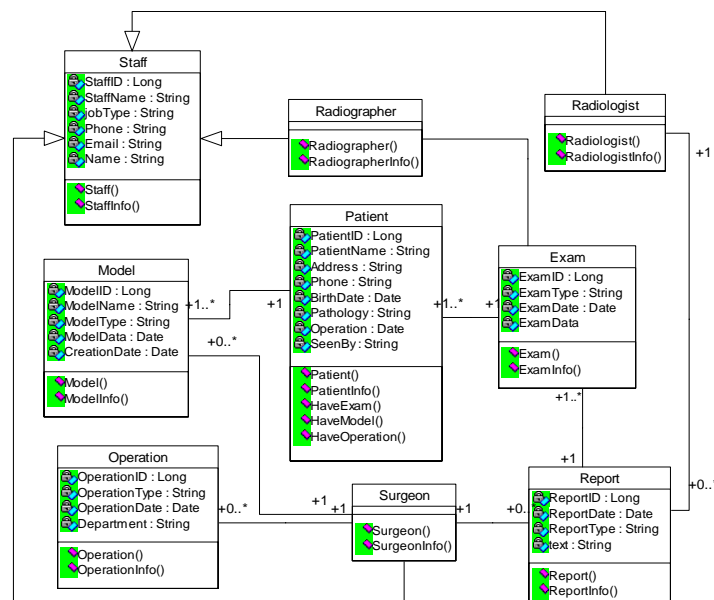 Staff
StaffID : Long
StaffName : String
jobType : String
Phone : String
Email : String
Name : String
Staff()
StaffInfo()
Radiographer
Radiographer()
RadiographerInfo()
Radiologist
Radiologist()
RadiologistInfo()
+1
Patient
PatientID : Long
PatientName : String
Address : String
Phone : String
BirthDate : Date
Pathology : String
Operation : Date
SeenBy : String
Patient()
PatientInfo()
HaveExam()
HaveModel()
HaveOperation()
Exam
ExamID : Long
ExamType : String
ExamDate : Date
ExamData
Exam()
ExamInfo()
Model
ModelID : Long
ModelName : String
ModelType : String
ModelData : Date
CreationDate : Date
Model()
ModelInfo()
+1..*
+1
+1..*
+1
+0..*
+1..*
+1
Operation
OperationID : Long
OperationType : String
OperationDate : Date
Department : String
Operation()
OperationInfo()
+0..*
+1
+1
Surgeon
Surgeon()
SurgeonInfo()
+1
+0..
Report
ReportID : Long
ReportDate : Date
ReportType : String
text : String
Report()
ReportInfo()
+0..*